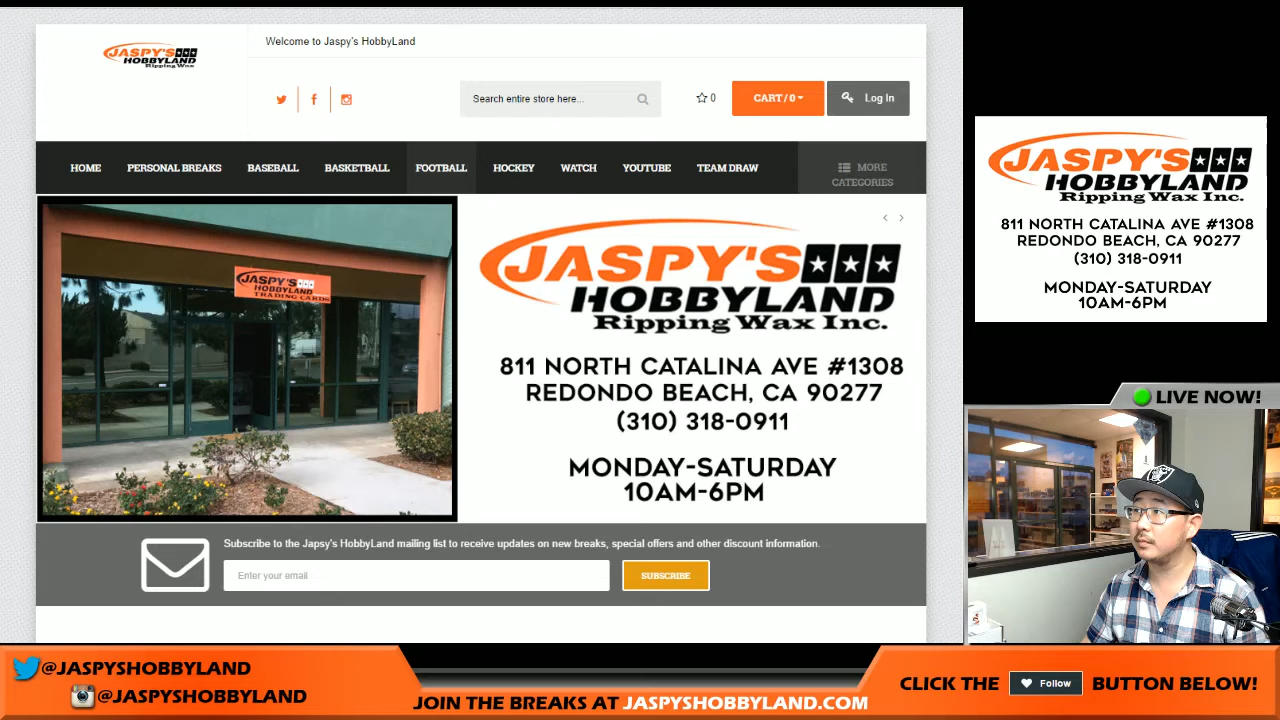 JASPY'S
HOBBYLAND
Ripping Wax
Welcome to Jaspy's HobbyLand
Search entire store here...
0
CART / 0
Log In
HOME
PERSONAL BREAKS
BASEBALL
BASKETBALL
FOOTBALL
HOCKEY
WATCH
YOUTUBE
TEAM DRAW
MORE
CATEGORIES
JASPY'S
HOBBYLAND
TRADING CARDS
JASPY'S
HOBBYLAND
Ripping Wax Inc.
811 NORTH CATALINA AVE #1308
REDONDO BEACH, CA 90277
(310) 318-0911
MONDAY-SATURDAY
10AM-6PM
Subscribe to the Japsy's HobbyLand mailing list to receive updates on new breaks, special offers and other discount information.
Enter your email
SUBSCRIBE
JASPY'S
HOBBYLAND
Ripping Wax Inc.
811 NORTH CATALINA AVE #1308
REDONDO BEACH, CA 90277
(310) 318-0911
MONDAY-SATURDAY
10AM-6PM
LIVE NOW!
@JASPYSHOBBYLAND
@JASPYSHOBBYLAND
JOIN THE BREAKS AT JASPYSHOBBYLAND.COM
CLICK THE Follow BUTTON BELOW!